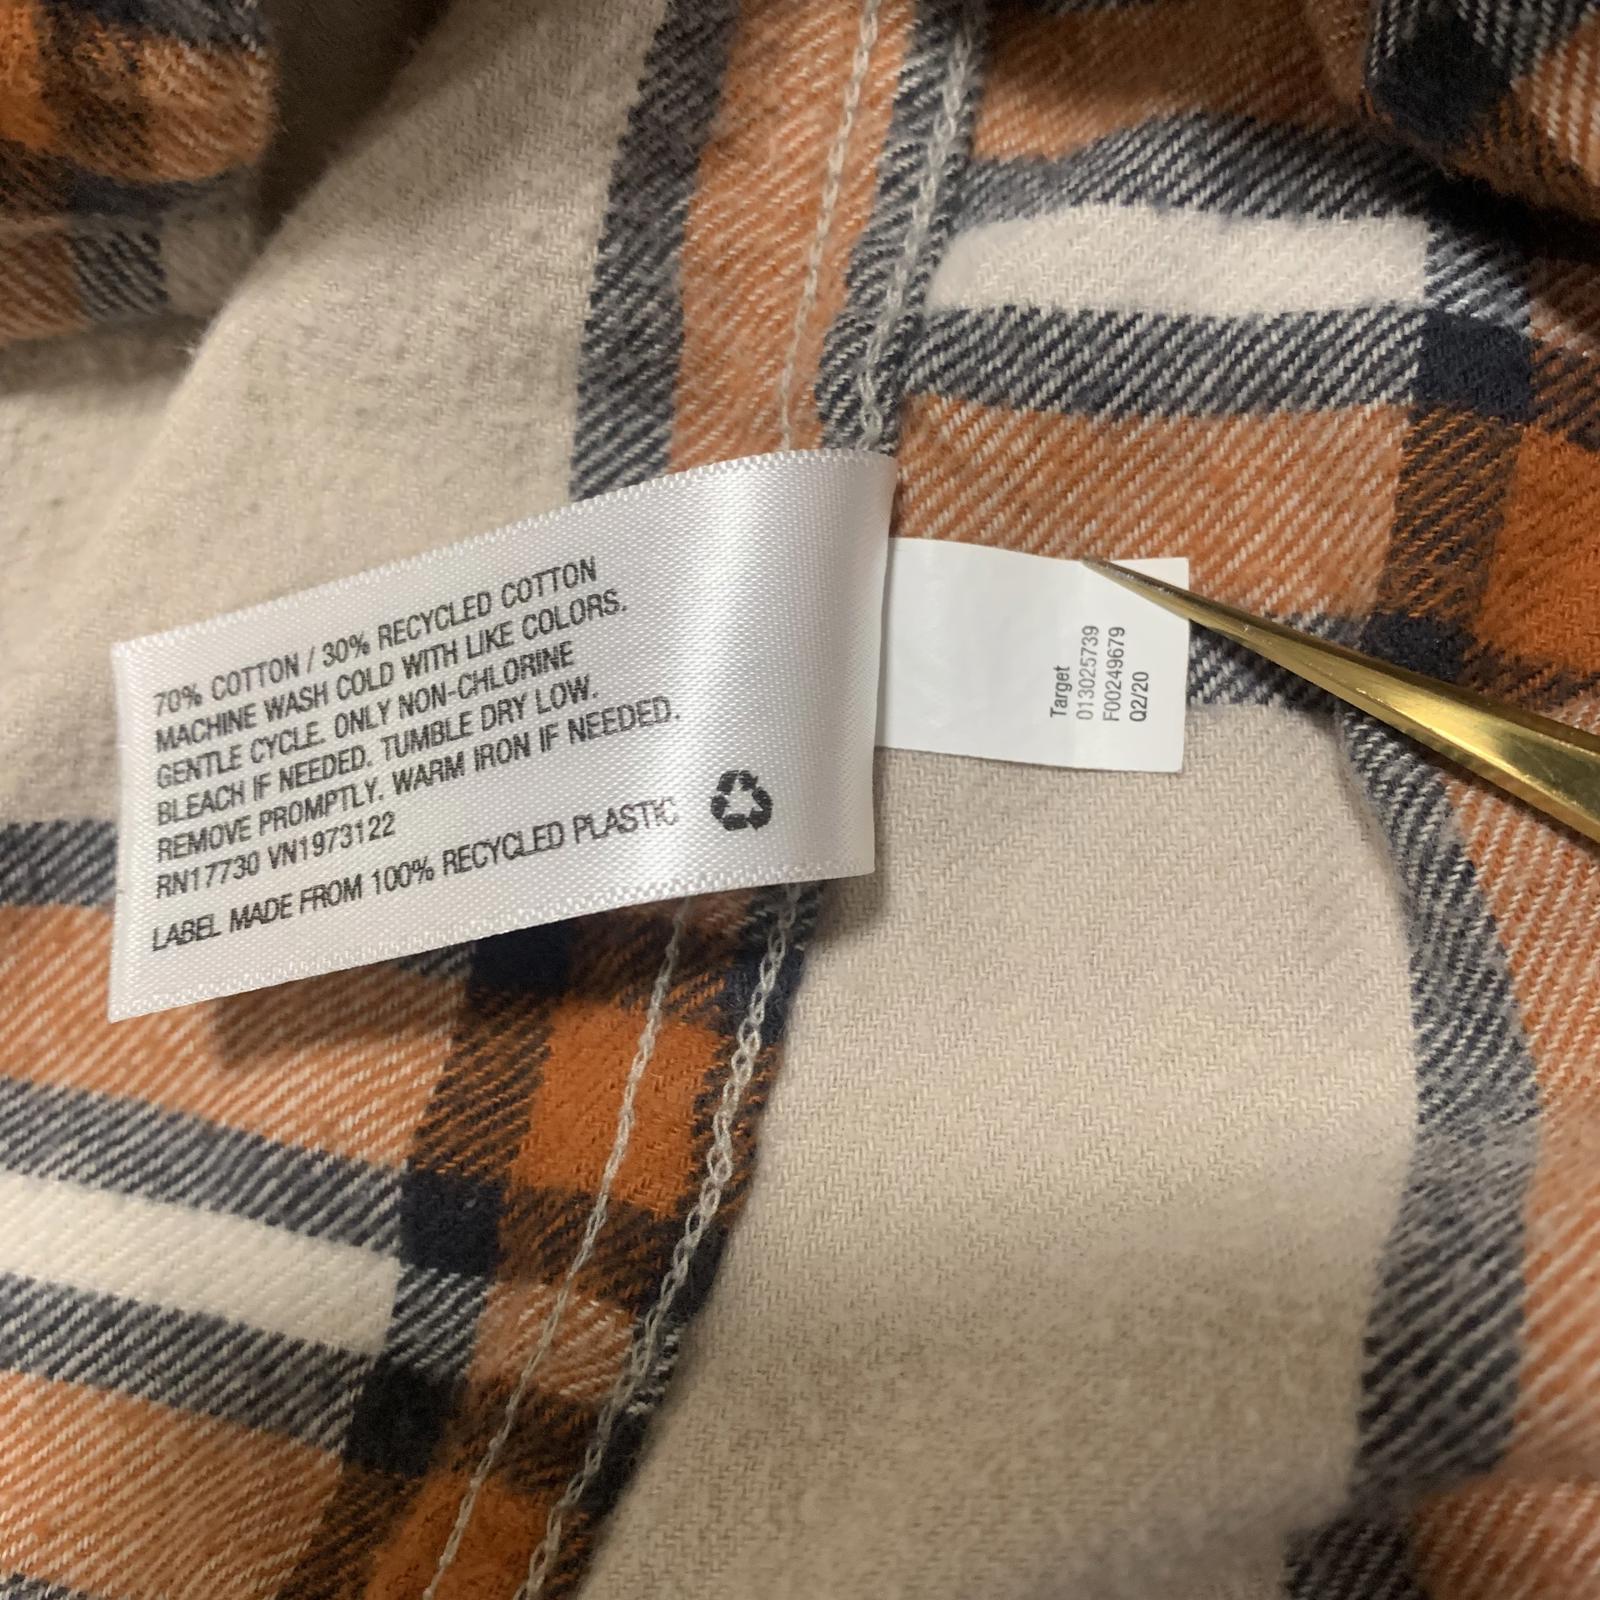 70% COTTON / 30% RECYCLED COTTON
MACHINE WASH COLD WITH LIKE COLORS.
GENTLE CYCLE. ONLY NON-CHLORINE
BLEACH IF NEEDED. TUMBLE DRY LOW.
REMOVE PROMPTLY. WARM IRON IF NEEDED.
RN17730 VN1973122
LABEL MADE FROM 100% RECYCLED PLASTIC
Target
013025739
F00249679
Q2/20